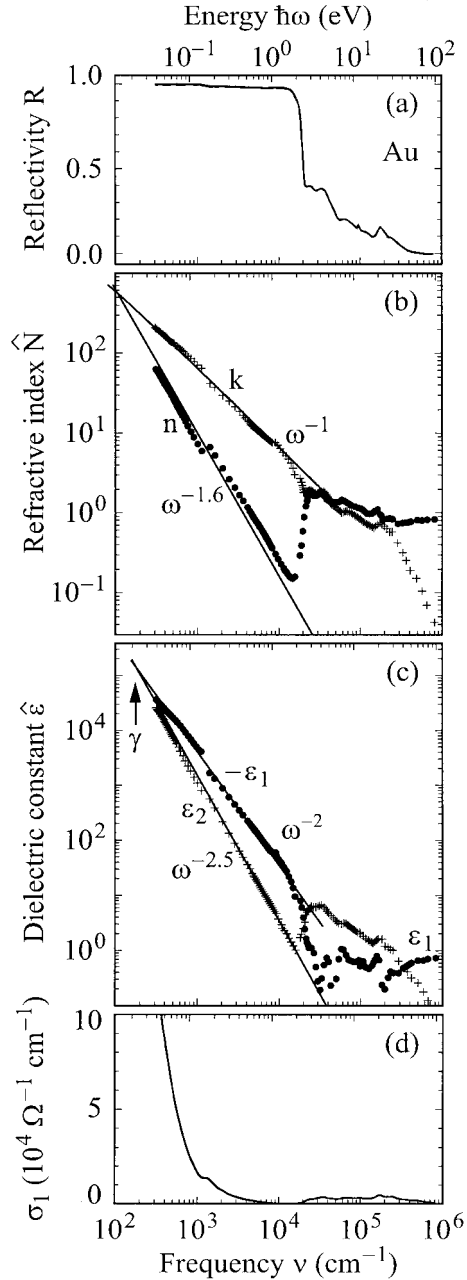 Energy ħω (eV)
10⁻¹ 10⁰ 10¹ 10²
Reflectivity R
1.0
0.5
0.0
(a)
Au
Refractive index N̂
10²
10¹
10⁰
10⁻¹
(b)
k
n
ω⁻¹
ω⁻¹·⁶
Dielectric constant ε̂
10⁴
10²
10⁰
(c)
γ
−ε₁
ε₂
ω⁻²
ω⁻²·⁵
ε₁
σ₁ (10⁴ Ω⁻¹ cm⁻¹)
10
5
0
(d)
10² 10³ 10⁴ 10⁵ 10⁶
Frequency ν (cm⁻¹)